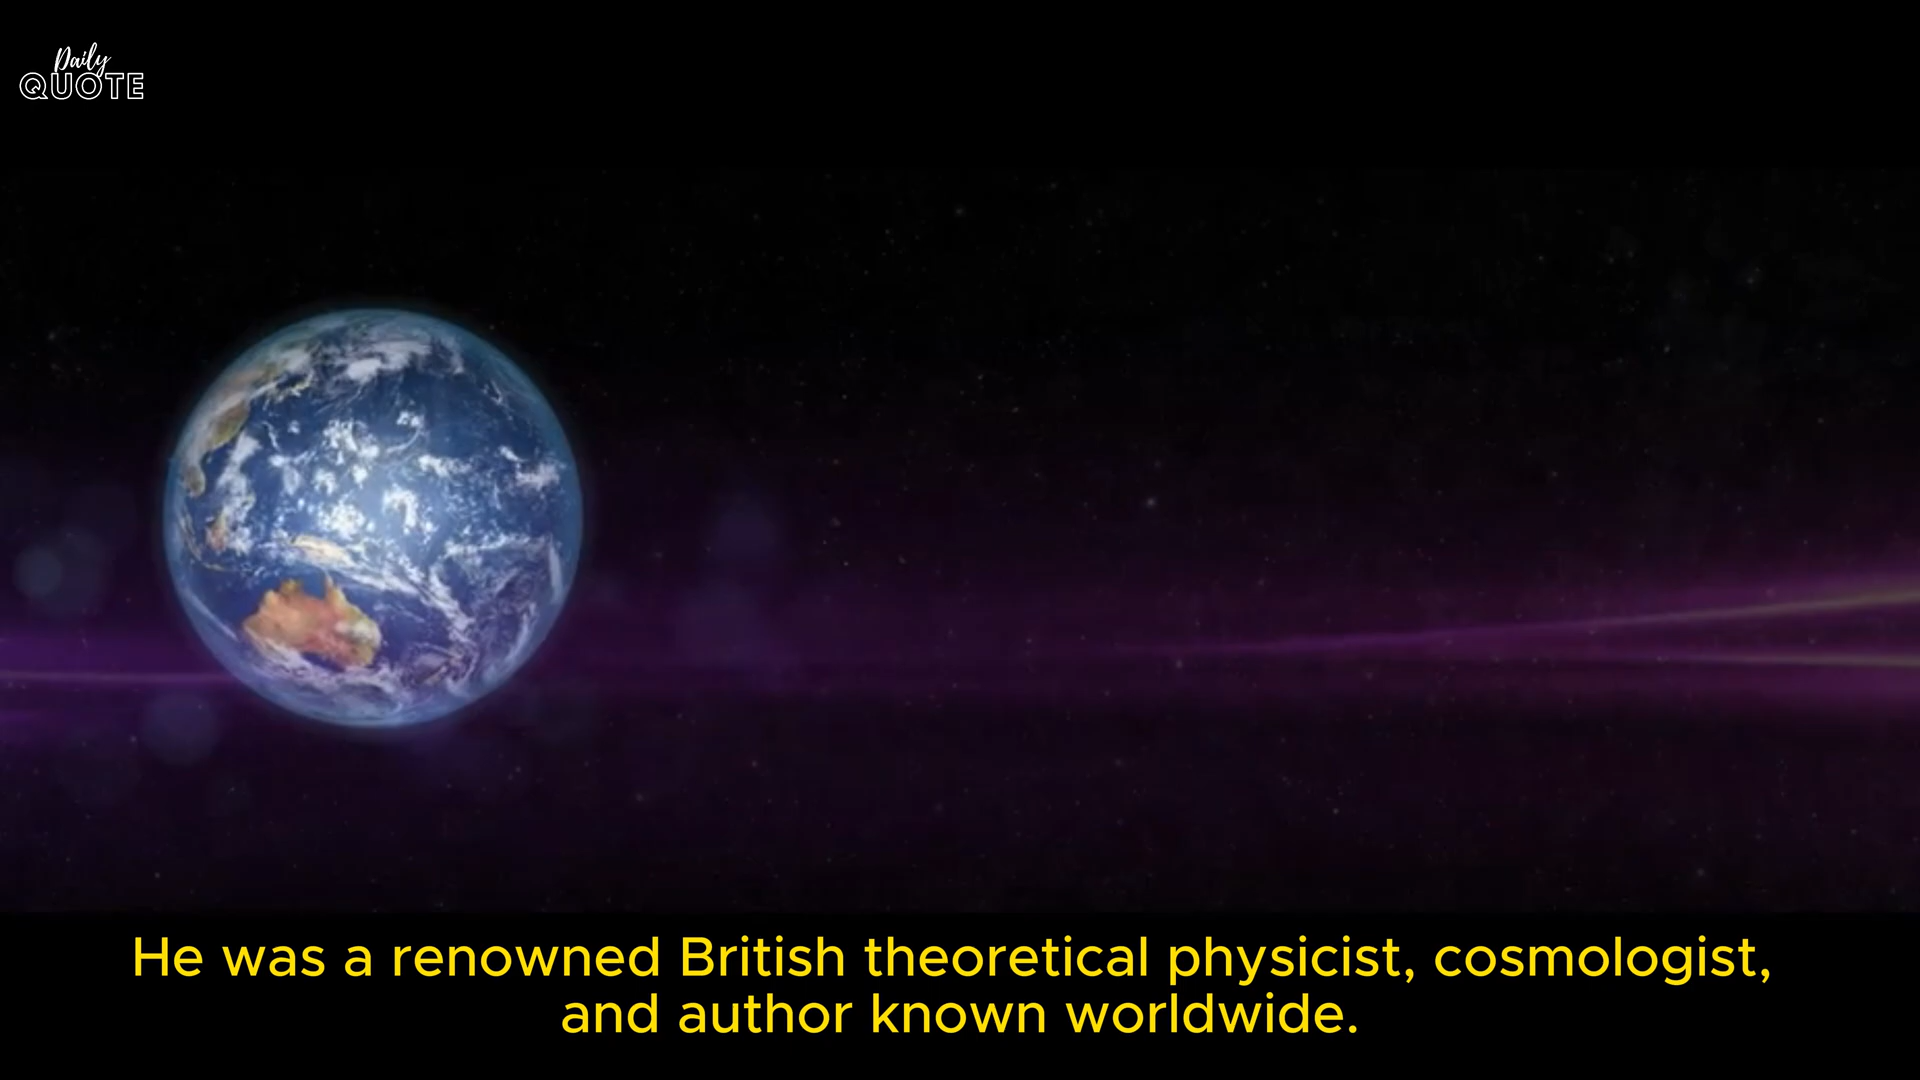 Daily
QUOTE
He was a renowned British theoretical physicist, cosmologist,
and author known worldwide.